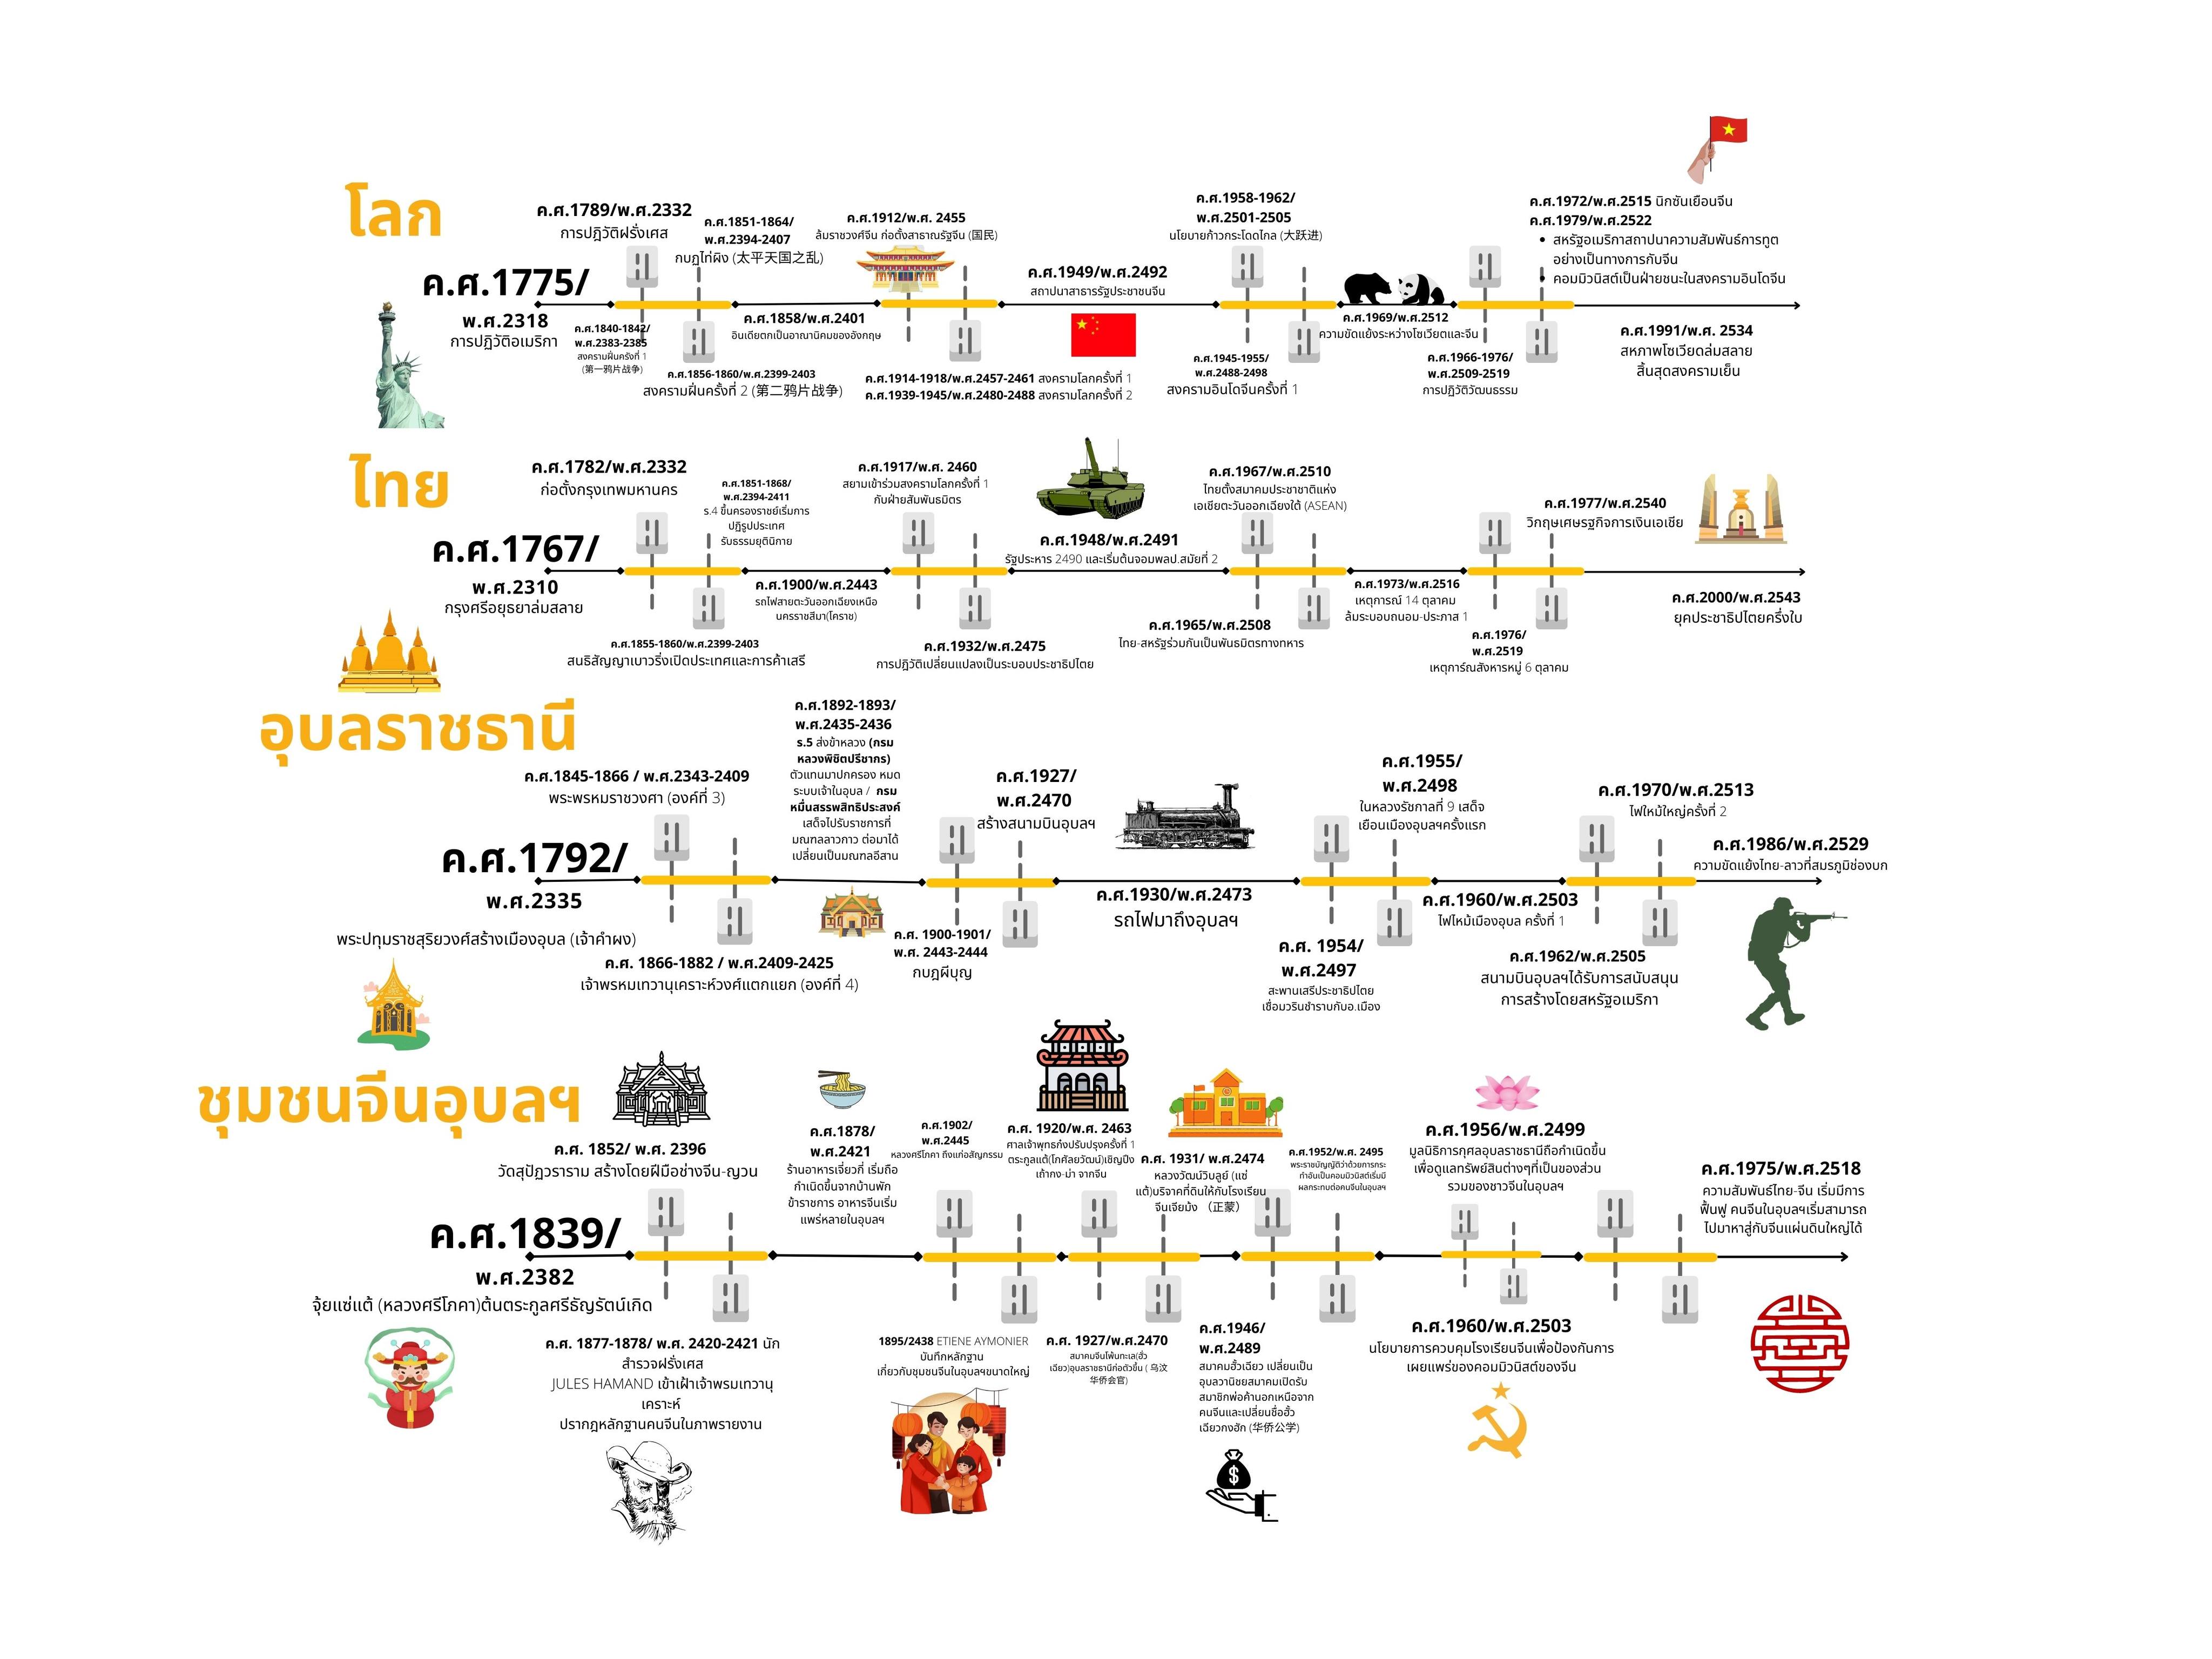 โลก
ค.ศ.1775/
พ.ศ.2318
การปฏิวัติอเมริกา
ค.ศ.1789/พ.ศ.2332
การปฏิวัติฝรั่งเศส
ค.ศ.1840-1842/
พ.ศ.2383-2385
สงครามฝิ่นครั้งที่ 1
(第一鸦片战争)
ค.ศ.1851-1864/
พ.ศ.2394-2407
กบฏไท่ผิง (太平天国之乱)
ค.ศ.1856-1860/พ.ศ.2399-2403
สงครามฝิ่นครั้งที่ 2 (第二鸦片战争)
ค.ศ.1858/พ.ศ.2401
อินเดียตกเป็นอาณานิคมของอังกฤษ
ค.ศ.1912/พ.ศ. 2455
ล้มราชวงศ์จีน ก่อตั้งสาธาณรัฐจีน (国民)
ค.ศ.1914-1918/พ.ศ.2457-2461 สงครามโลกครั้งที่ 1
ค.ศ.1939-1945/พ.ศ.2480-2488 สงครามโลกครั้งที่ 2
ค.ศ.1949/พ.ศ.2492
สถาปนาสาธารรัฐประชาชนจีน
ค.ศ.1958-1962/
พ.ศ.2501-2505
นโยบายก้าวกระโดดไกล (大跃进)
ค.ศ.1945-1955/
พ.ศ.2488-2498
สงครามอินโดจีนครั้งที่ 1
ค.ศ.1969/พ.ศ.2512
ความขัดแย้งระหว่างโซเวียตและจีน
ค.ศ.1966-1976/
พ.ศ.2509-2519
การปฏิวัติวัฒนธรรม
ค.ศ.1972/พ.ศ.2515 นิกซันเยือนจีน
ค.ศ.1979/พ.ศ.2522
• สหรัฐอเมริกาสถาปนาความสัมพันธ์การทูต
อย่างเป็นทางการกับจีน
• คอมมิวนิสต์เป็นฝ่ายชนะในสงครามอินโดจีน
ค.ศ.1991/พ.ศ. 2534
สหภาพโซเวียดล่มสลาย
สิ้นสุดสงครามเย็น
ไทย
ค.ศ.1767/
พ.ศ.2310
กรุงศรีอยุธยาล่มสลาย
ค.ศ.1782/พ.ศ.2332
ก่อตั้งกรุงเทพมหานคร
ค.ศ.1851-1868/
พ.ศ.2394-2411
ร.4 ขึ้นครองราชย์เริ่มการ
ปฏิรูปประเทศ
รับธรรมยุตินิกาย
ค.ศ.1855-1860/พ.ศ.2399-2403
สนธิสัญญาเบาวริ่งเปิดประเทศและการค้าเสรี
ค.ศ.1900/พ.ศ.2443
รถไฟสายตะวันออกเฉียงเหนือ
นครราชสีมา(โคราช)
ค.ศ.1917/พ.ศ. 2460
สยามเข้าร่วมสงครามโลกครั้งที่ 1
กับฝ่ายสัมพันธมิตร
ค.ศ.1932/พ.ศ.2475
การปฏิวัติเปลี่ยนแปลงเป็นระบอบประชาธิปไตย
ค.ศ.1948/พ.ศ.2491
รัฐประหาร 2490 และเริ่มต้นจอมพลป.สมัยที่ 2
ค.ศ.1967/พ.ศ.2510
ไทยตั้งสมาคมประชาชาติแห่ง
เอเชียตะวันออกเฉียงใต้ (ASEAN)
ค.ศ.1965/พ.ศ.2508
ไทย-สหรัฐร่วมกันเป็นพันธมิตรทางทหาร
ค.ศ.1973/พ.ศ.2516
เหตุการณ์ 14 ตุลาคม
ล้มระบอบถนอม-ประภาส 1
ค.ศ.1976/
พ.ศ.2519
เหตุการ์ณสังหารหมู่ 6 ตุลาคม
ค.ศ.1977/พ.ศ.2540
วิกฤษเศษรฐกิจการเงินเอเชีย
ค.ศ.2000/พ.ศ.2543
ยุคประชาธิปไตยครึ่งใบ
อุบลราชธานี
ค.ศ.1792/
พ.ศ.2335
พระปทุมราชสุริยวงศ์สร้างเมืองอุบล (เจ้าคำผง)
ค.ศ.1845-1866 / พ.ศ.2343-2409
พระพรหมราชวงศา (องค์ที่ 3)
ค.ศ. 1866-1882 / พ.ศ.2409-2425
เจ้าพรหมเทวานุเคราะห์วงศ์แตกแยก (องค์ที่ 4)
ค.ศ.1892-1893/
พ.ศ.2435-2436
ร.5 ส่งข้าหลวง (กรม
หลวงพิชิตปรีชากร)
ตัวแทนมาปกครอง หมด
ระบบเจ้าในอุบล / กรม
หมื่นสรรพสิทธิประสงค์
เสด็จไปรับราชการที่
มณฑลลาวกาว ต่อมาได้
เปลี่ยนเป็นมณฑลอีสาน
ค.ศ. 1900-1901/
พ.ศ. 2443-2444
กบฎผีบุญ
ค.ศ.1927/
พ.ศ.2470
สร้างสนามบินอุบลฯ
ค.ศ.1930/พ.ศ.2473
รถไฟมาถึงอุบลฯ
ค.ศ.1955/
พ.ศ.2498
ในหลวงรัชกาลที่ 9 เสด็จ
เยือนเมืองอุบลฯครั้งแรก
ค.ศ. 1954/
พ.ศ.2497
สะพานเสรีประชาธิปไตย
เชื่อมวรินชำราบกับอ.เมือง
ค.ศ.1960/พ.ศ.2503
ไฟไหม้เมืองอุบล ครั้งที่ 1
ค.ศ.1962/พ.ศ.2505
สนามบินอุบลฯได้รับการสนับสนุน
การสร้างโดยสหรัฐอเมริกา
ค.ศ.1970/พ.ศ.2513
ไฟใหม้ใหญ่ครั้งที่ 2
ค.ศ.1986/พ.ศ.2529
ความขัดแย้งไทย-ลาวที่สมรภูมิช่องบก
ชุมชนจีนอุบลฯ
ค.ศ.1839/
พ.ศ.2382
จุ้ยแซ่แต้ (หลวงศรีโภคา)ต้นตระกูลศรีธัญรัตน์เกิด
ค.ศ. 1852/ พ.ศ. 2396
วัดสุปัฏวราราม สร้างโดยฝีมือช่างจีน-ญวน
ค.ศ. 1877-1878/ พ.ศ. 2420-2421 นัก
สำรวจฝรั่งเศส
JULES HAMAND เข้าเฝ้าเจ้าพรมเทวานุ
เคราะห์
ปรากฎหลักฐานคนจีนในภาพรายงาน
ค.ศ.1878/
พ.ศ.2421
ร้านอาหารเจี่ยวกี่ เริ่มถือ
กำเนิดขึ้นจากบ้านพัก
ข้าราชการ อาหารจีนเริ่ม
แพร่หลายในอุบลฯ
1895/2438 ETIENE AYMONIER
บันทึกหลักฐาน
เกี่ยวกับชุมชนจีนในอุบลฯขนาดใหญ่
ค.ศ.1902/
พ.ศ.2445
หลวงศรีโภคา ถึงแก่อสัญกรรม
ค.ศ. 1920/พ.ศ. 2463
ศาลเจ้าพุทธกงปรับปรุงครั้งที่ 1
ตระกูลแต้(โกศัลยวัฒน์)เชิญปึง
เถ้ากง-ม่า จากจีน
ค.ศ. 1927/พ.ศ.2470
สมาคมจีนโพ้นทะเล(ฮั่ว
เฉียว)อุบลราชธานีก่อตัวขึ้น ( 乌汶
华侨会官)
ค.ศ. 1931/ พ.ศ.2474
หลวงวัฒน์วิบลูย์ (แซ่
แต้)บริจาคที่ดินให้กับโรงเรียน
จีนเจียม้ง （正蒙）
ค.ศ.1946/
พ.ศ.2489
สมาคมฮั้วเฉียว เปลี่ยนเป็น
อุบลวานิชยสมาคมเปิดรับ
สมาชิกพ่อค้านอกเหนือจาก
คนจีนและเปลี่ยนชื่อฮั้ว
เฉียวกงฮัก (华侨公学)
ค.ศ.1952/พ.ศ. 2495
พระราชบัญญัติว่าด้วยการกระ
ทำอันเป็นคอมมิวนิสต์เริ่มมี
ผลกระทบต่อคนจีนในอุบลฯ
ค.ศ.1956/พ.ศ.2499
มูลนิธิการกุศลอุบลราชธานีถือกำเนิดขึ้น
เพื่อดูแลทรัพย์สินต่างๆที่เป็นของส่วน
รวมของชาวจีนในอุบลฯ
ค.ศ.1960/พ.ศ.2503
นโยบายการควบคุมโรงเรียนจีนเพื่อป้องกันการ
เผยแพร่ของคอมมิวนิสต์ของจีน
ค.ศ.1975/พ.ศ.2518
ความสัมพันธ์ไทย-จีน เริ่มมีการ
ฟื้นฟู คนจีนในอุบลฯเริ่มสามารถ
ไปมาหาสู่กับจีนแผ่นดินใหญ่ได้
$